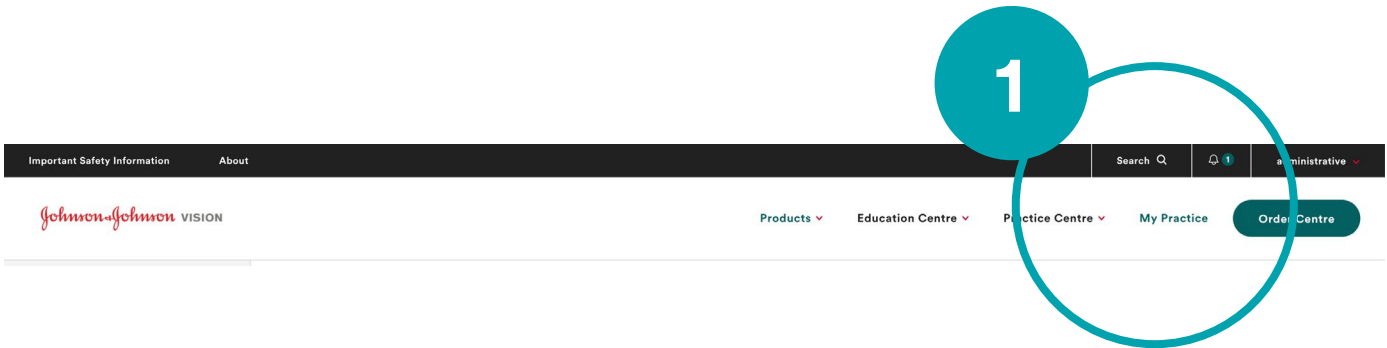 1
Important Safety Information About Search 1 administrative
Johnson&Johnson VISION Products Education Centre Practice Centre My Practice Order Centre